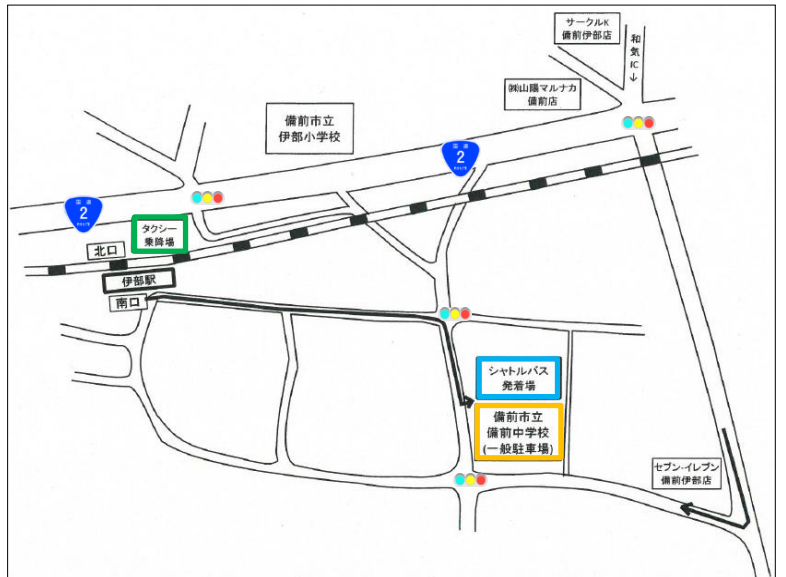 サークルK
備前伊部店
和気IC↓
㈱山陽マルナカ
備前店
備前市立
伊部小学校
国道
2
ROUTE
国道
2
ROUTE
タクシー
乗降場
北口
伊部駅
南口
シャトルバス
発着場
備前市立
備前中学校
(一般駐車場)
セブン-イレブン
備前伊部店